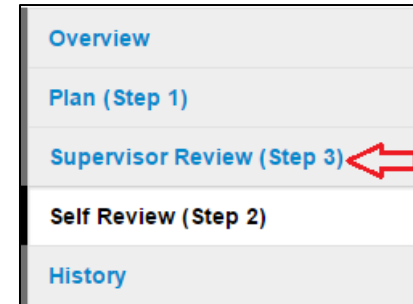 Overview
Plan (Step 1)
Supervisor Review (Step 3)
Self Review (Step 2)
History